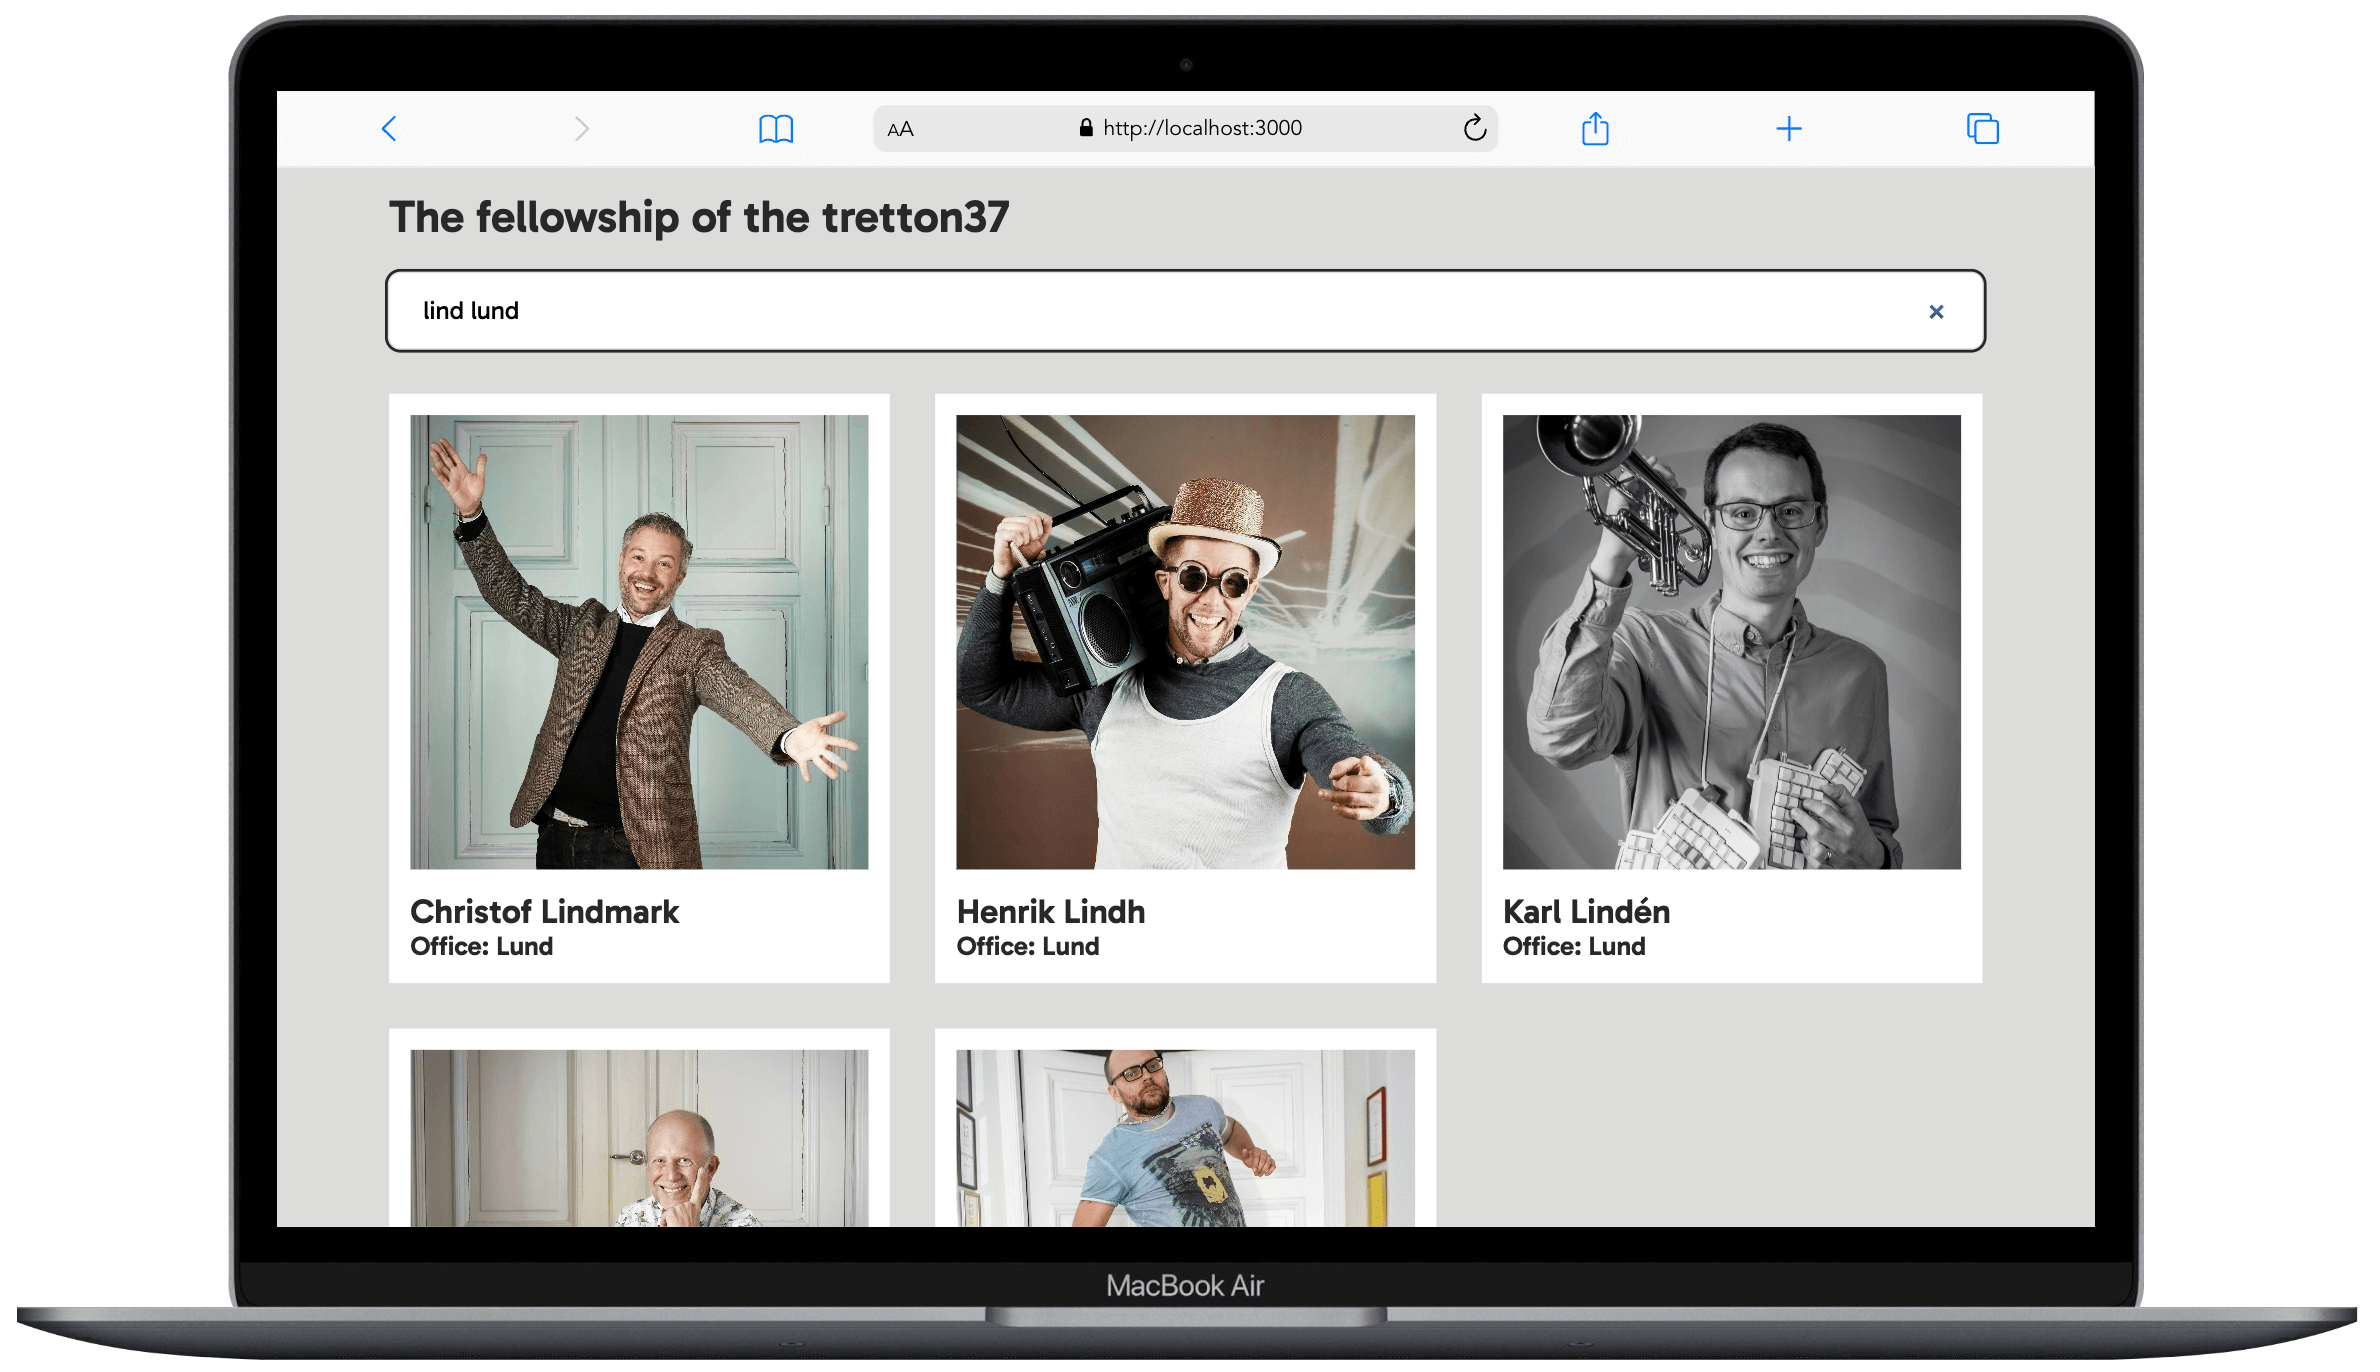 AA http://localhost:3000
The fellowship of the tretton37
lind lund ×
Christof Lindmark
Office: Lund
Henrik Lindh
Office: Lund
Karl Lindén
Office: Lund
MacBook Air